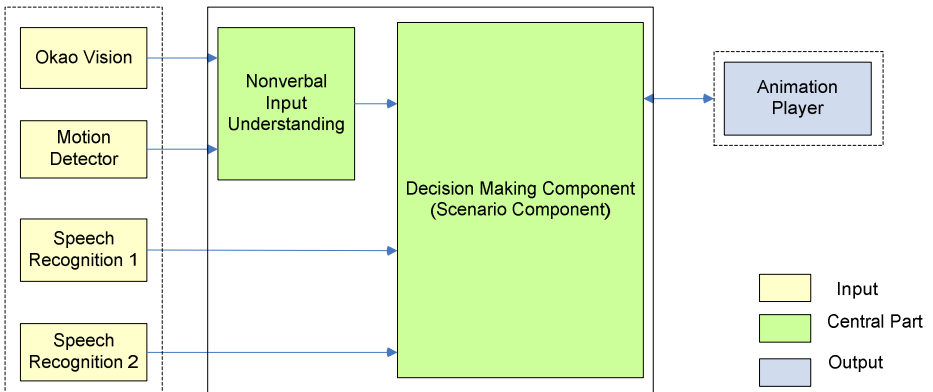 Okao Vision
Motion
Detector
Speech
Recognition 1
Speech
Recognition 2
Nonverbal
Input
Understanding
Decision Making Component
(Scenario Component)
Animation
Player
Input
Central Part
Output